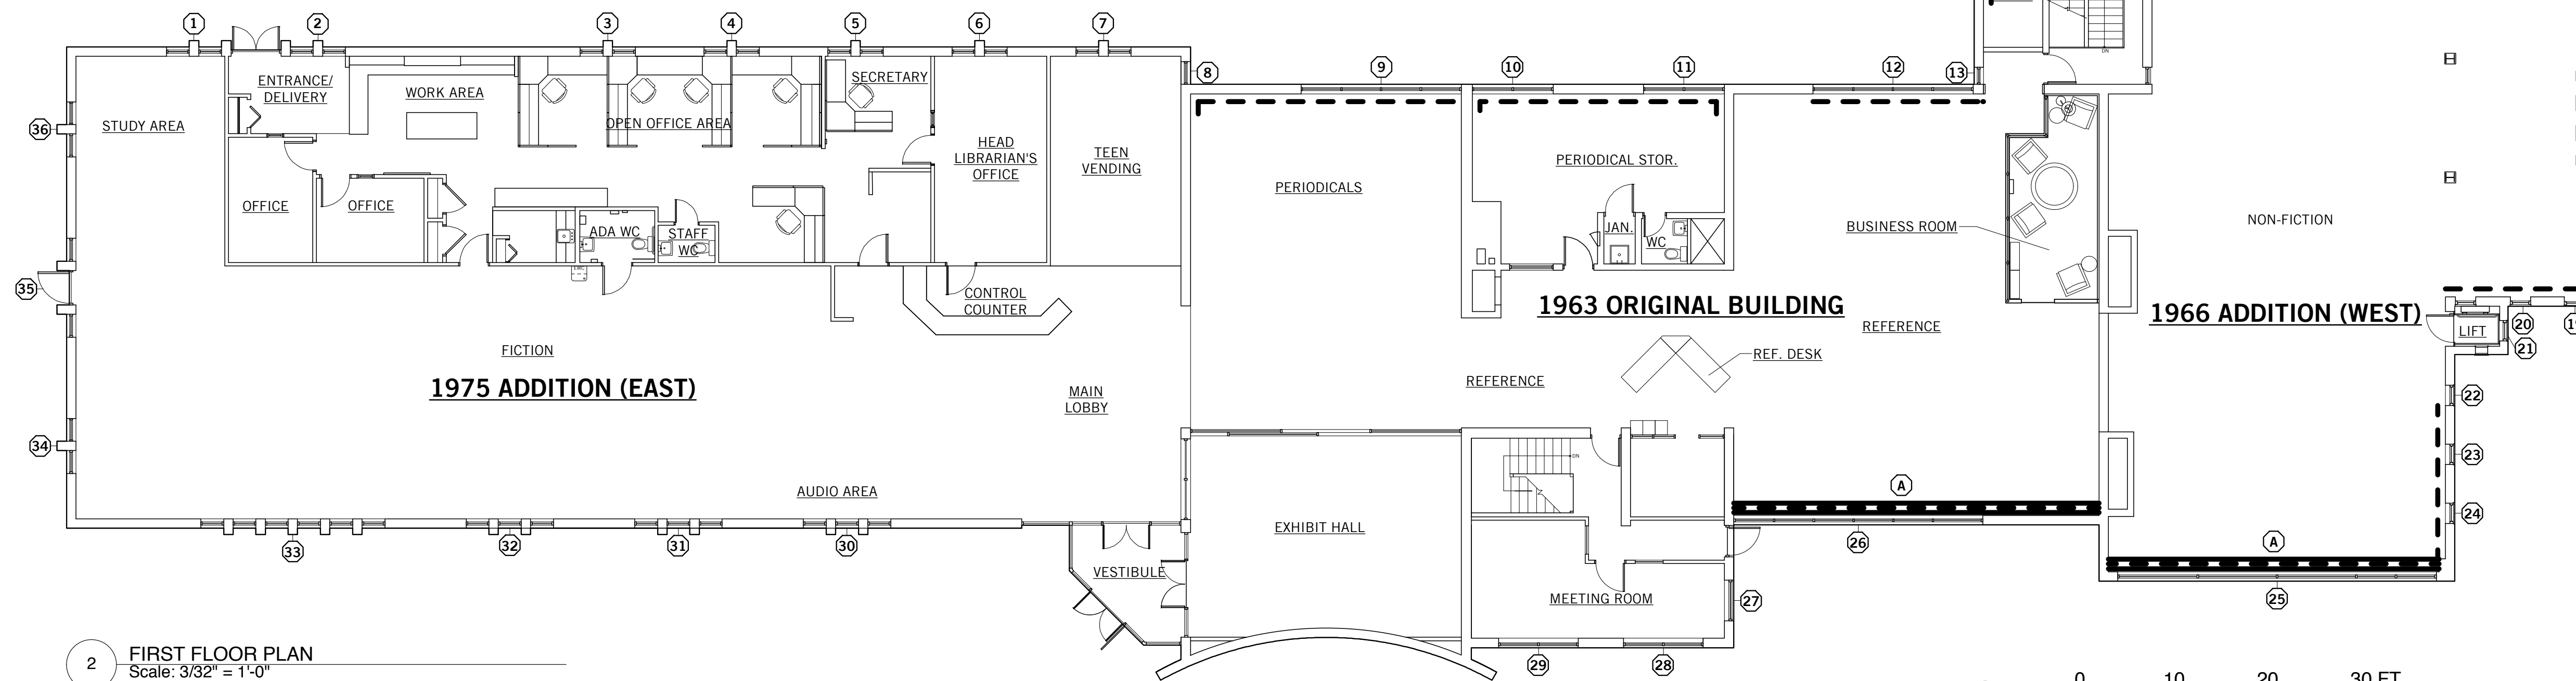 1
2
3
4
5
6
7
8
9
10
11
12
13
DN
36
STUDY AREA
ENTRANCE/
DELIVERY
WORK AREA
OPEN OFFICE AREA
SECRETARY
HEAD
LIBRARIAN'S
OFFICE
TEEN
VENDING
PERIODICALS
PERIODICAL STOR.
OFFICE
OFFICE
ADA WC
STAFF
WC
JAN.
WC
BUSINESS ROOM
NON-FICTION
35
CONTROL
COUNTER
1963 ORIGINAL BUILDING
REFERENCE
1966 ADDITION (WEST)
LIFT
20
21
FICTION
1975 ADDITION (EAST)
MAIN
LOBBY
REFERENCE
REF. DESK
22
34
DN
23
AUDIO AREA
A
24
33
32
31
30
EXHIBIT HALL
26
A
VESTIBULE
MEETING ROOM
27
25
29
28
2
FIRST FLOOR PLAN
Scale: 3/32" = 1'-0"
0 10 20 30 FT